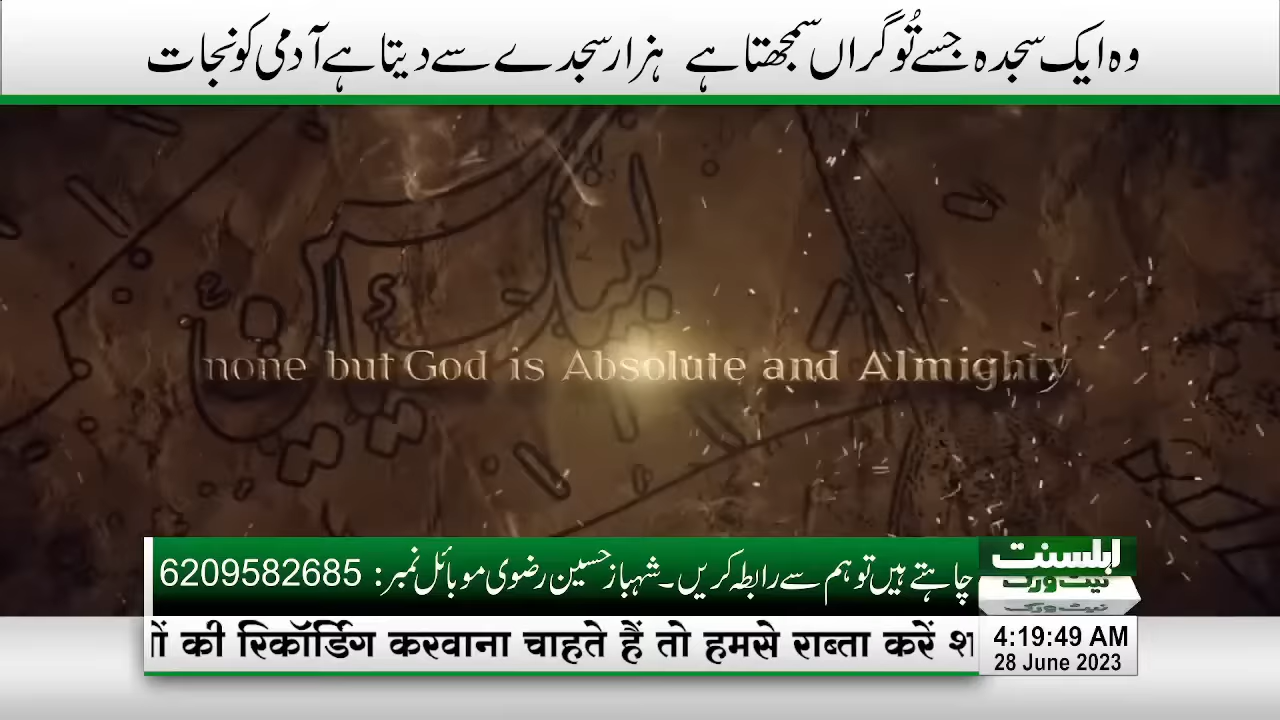 وہ ایک سجدہ جسے تُو گراں سمجھتا ہے ہزار سجدے سے دیتا ہے آدمی کو نجات
none but God is Absolute and Almighty
چاہتے ہیں تو ہم سے رابطہ کریں۔ شہباز حسین رضوی موبائل نمبر: 6209582685
اہلسنت
نیٹ ورک
ों की रिकॉर्डिंग करवाना चाहते हैं तो हमसे राब्ता करें श
4:19:49 AM
28 June 2023